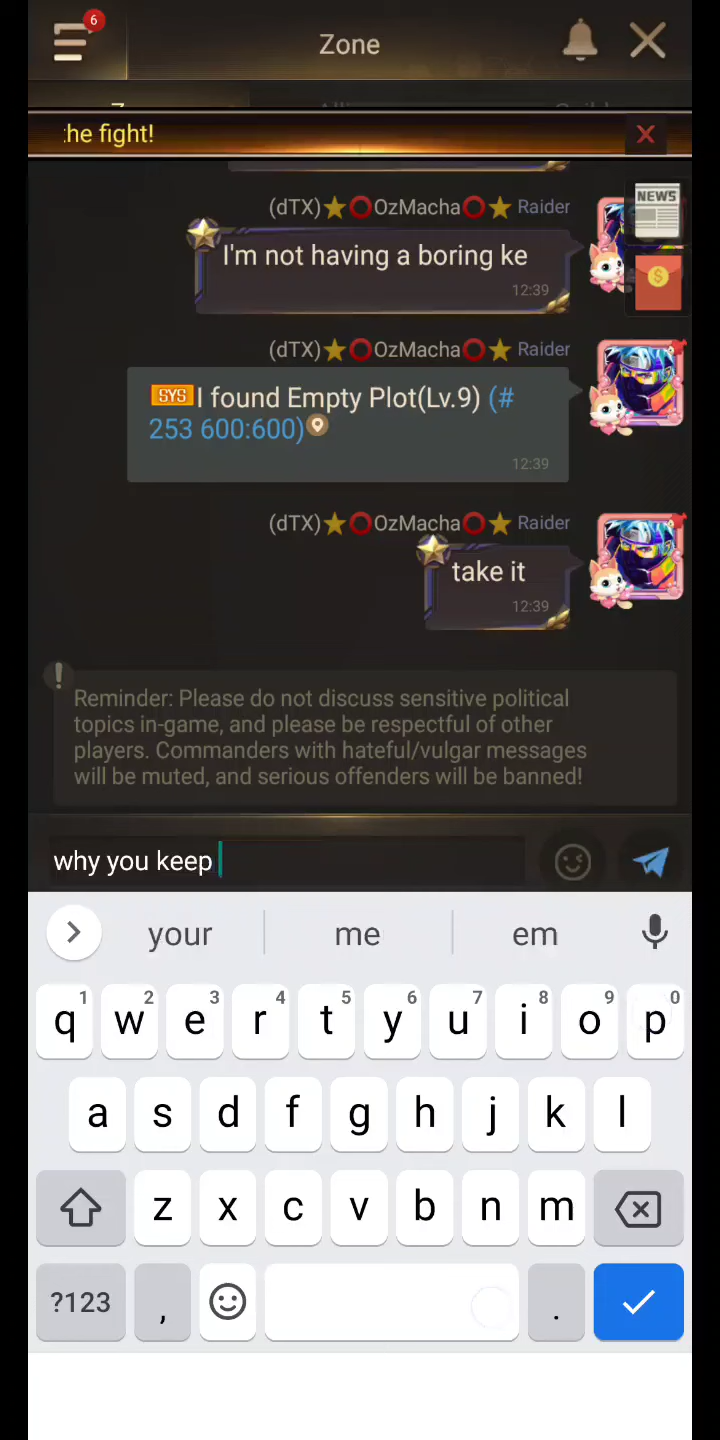 6
Zone
the fight!
NEWS
(dTX)⭐⭕OzMacha⭕⭐ Raider
I'm not having a boring ke
12:39
(dTX)⭐⭕OzMacha⭕⭐ Raider
SYS I found Empty Plot(Lv.9) (#
253 600:600)
12:39
(dTX)⭐⭕OzMacha⭕⭐ Raider
take it
12:39
Reminder: Please do not discuss sensitive political
topics in-game, and please be respectful of other
players. Commanders with hateful/vulgar messages
will be muted, and serious offenders will be banned!
why you keep
your me em
1 2 3 4 5 6 7 8 9 0
q w e r t y u i o p
a s d f g h j k l
z x c v b n m
?123 , .